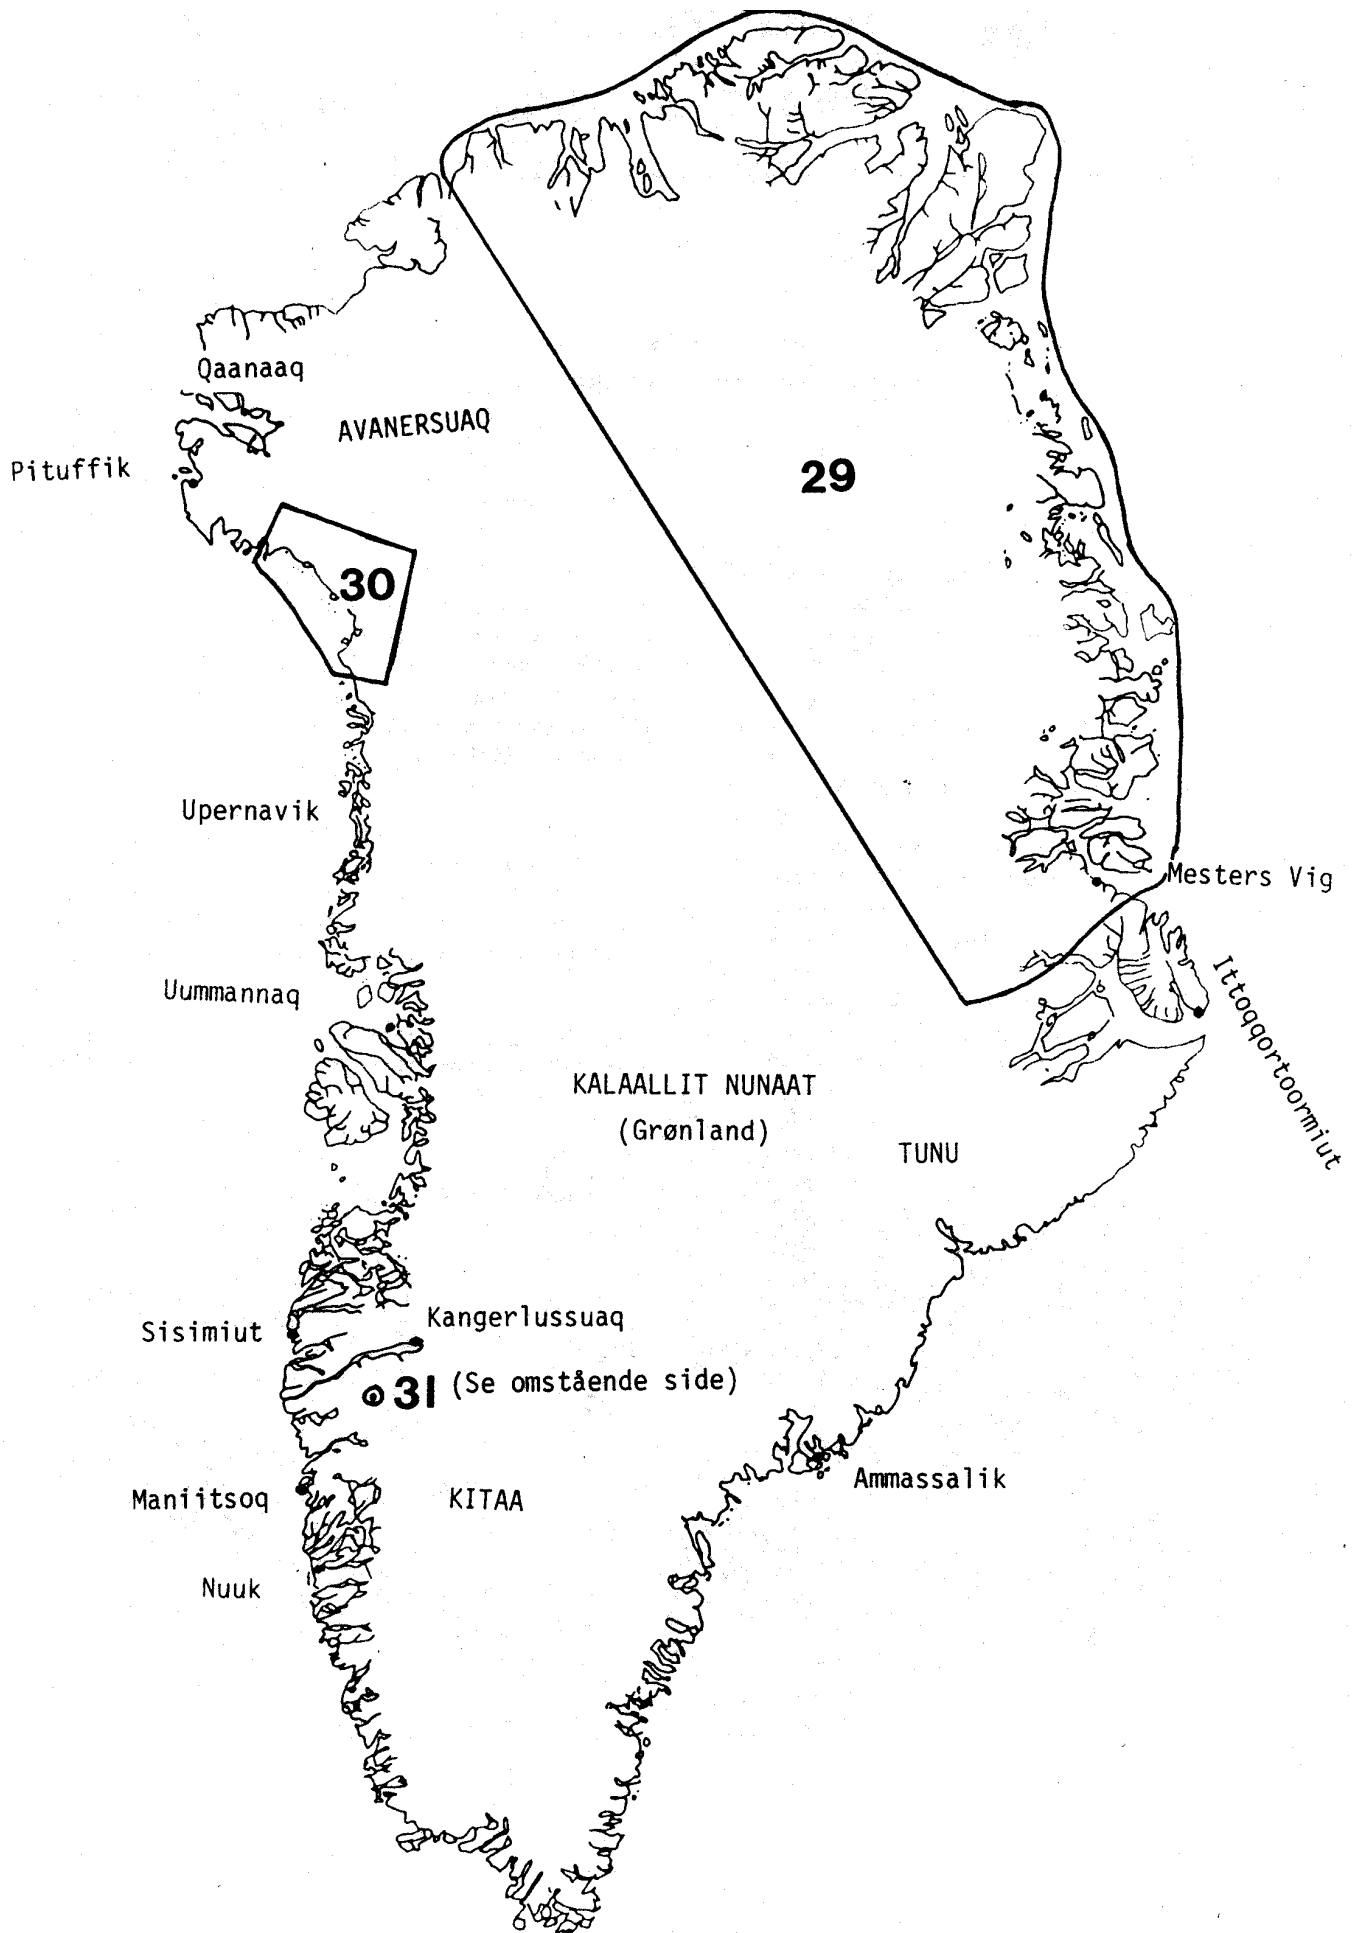 Qaanaaq
AVANERSUAQ
Pituffik
29
30
Upernavik
Mesters Vig
Uummannaq
Ittoqqortoormiut
KALAALLIT NUNAAT
(Grønland)
TUNU
Kangerlussuaq
Sisimiut
31 (Se omstående side)
Ammassalik
Maniitsoq
KITAA
Nuuk